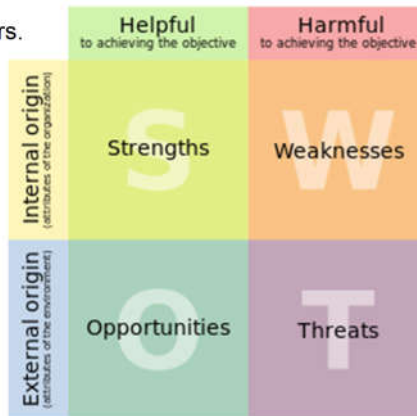 rs.
Helpful
to achieving the objective
Harmful
to achieving the objective
Internal origin
(attributes of the organization)
S
Strengths
W
Weaknesses
External origin
(attributes of the environment)
O
Opportunities
T
Threats